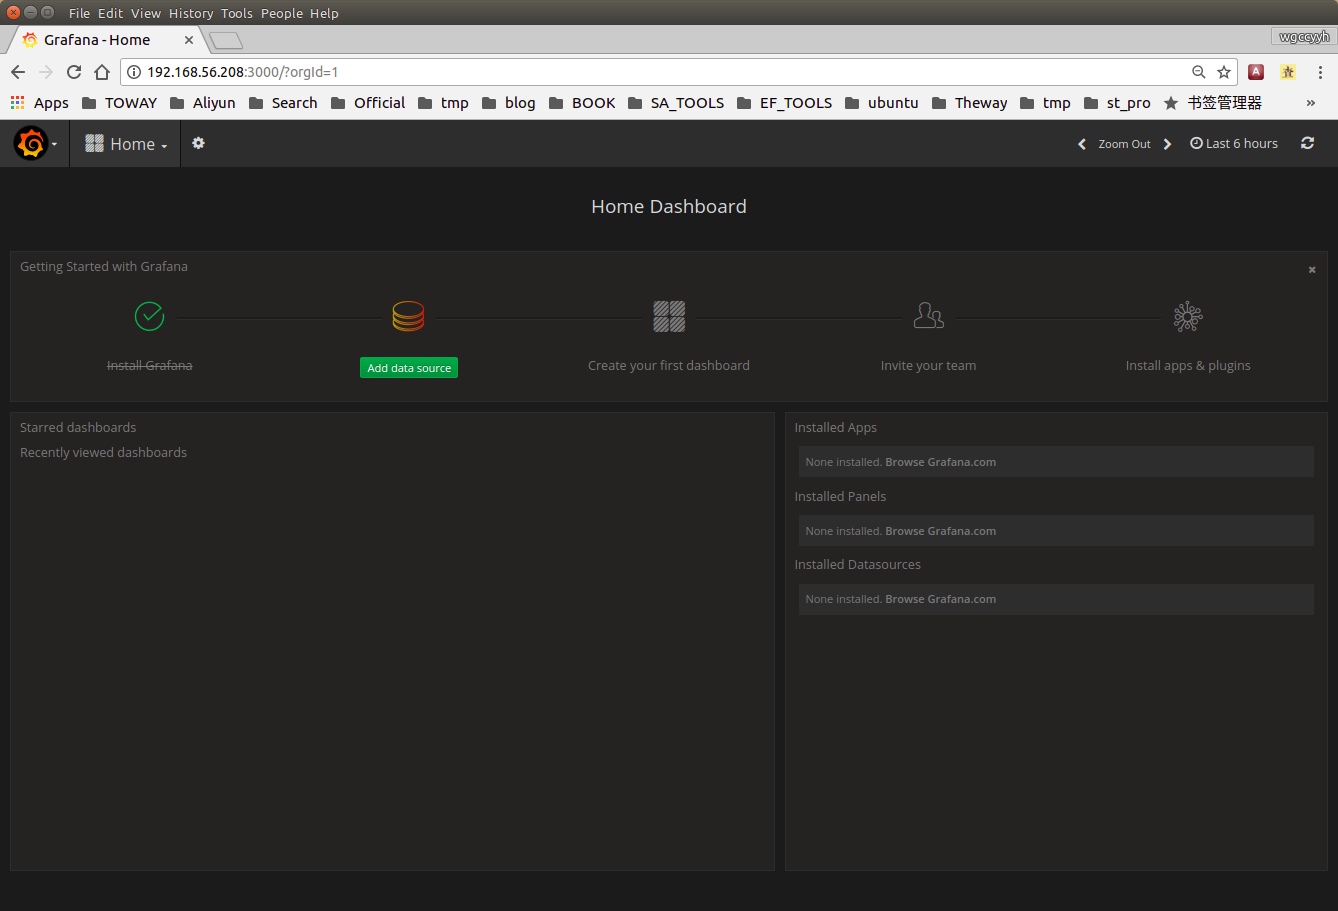 File Edit View History Tools People Help
Grafana - Home
wgccyyh
192.168.56.208:3000/?orgId=1
Apps TOWAY Aliyun Search Official tmp blog BOOK SA_TOOLS EF_TOOLS ubuntu Theway tmp st_pro 书签管理器 »
Home Zoom Out Last 6 hours
Home Dashboard
Getting Started with Grafana
Install Grafana Add data source Create your first dashboard Invite your team Install apps & plugins
Starred dashboards
Recently viewed dashboards
Installed Apps
None installed. Browse Grafana.com
Installed Panels
None installed. Browse Grafana.com
Installed Datasources
None installed. Browse Grafana.com